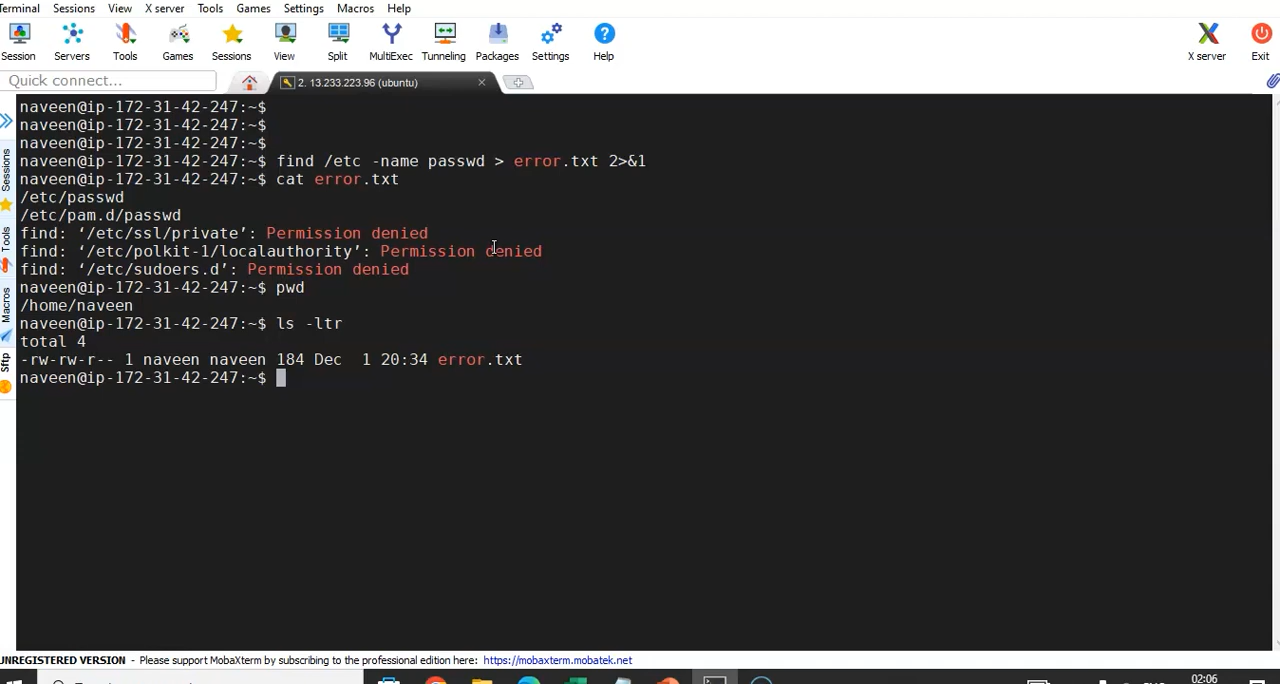 Terminal Sessions View X server Tools Games Settings Macros Help
Session Servers Tools Games Sessions View Split MultiExec Tunneling Packages Settings Help X server Exit
Quick connect...
2. 13.233.223.96 (ubuntu)
Sessions
Tools
Macros
Sftp
naveen@ip-172-31-42-247:~$
naveen@ip-172-31-42-247:~$
naveen@ip-172-31-42-247:~$
naveen@ip-172-31-42-247:~$ find /etc -name passwd > error.txt 2>&1
naveen@ip-172-31-42-247:~$ cat error.txt
/etc/passwd
/etc/pam.d/passwd
find: ‘/etc/ssl/private’: Permission denied
find: ‘/etc/polkit-1/localauthority’: Permission denied
find: ‘/etc/sudoers.d’: Permission denied
naveen@ip-172-31-42-247:~$ pwd
/home/naveen
naveen@ip-172-31-42-247:~$ ls -ltr
total 4
-rw-rw-r-- 1 naveen naveen 184 Dec  1 20:34 error.txt
naveen@ip-172-31-42-247:~$
UNREGISTERED VERSION - Please support MobaXterm by subscribing to the professional edition here: https://mobaxterm.mobatek.net
02:06